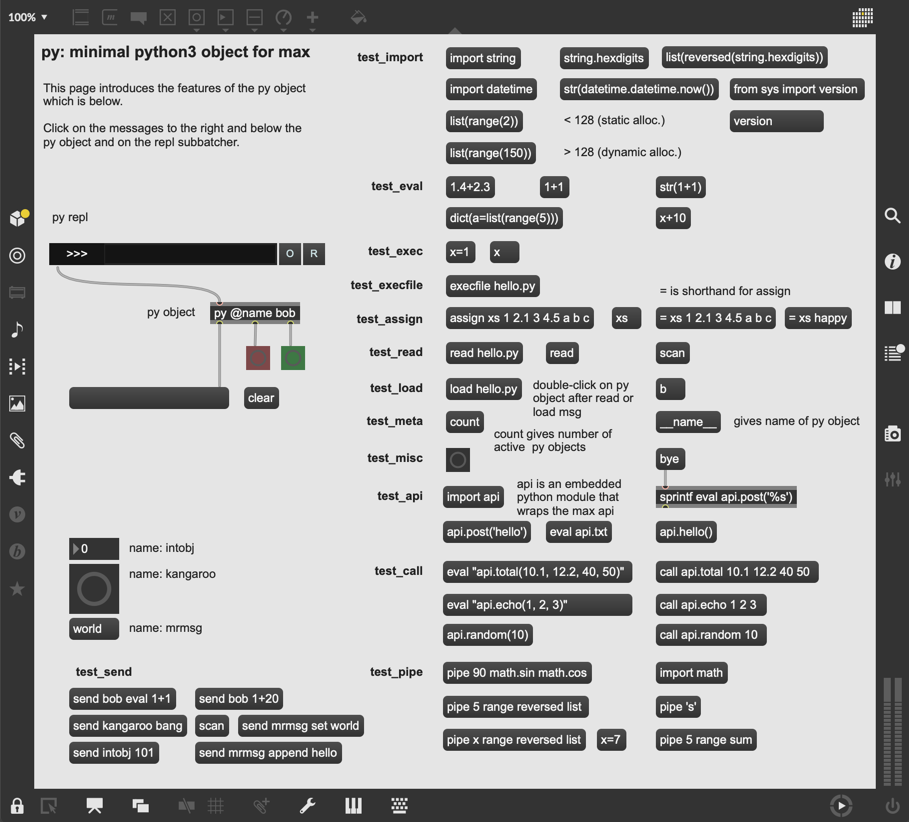 100% ▼
py: minimal python3 object for max
This page introduces the features of the py object
which is below.
Click on the messages to the right and below the
py object and on the repl subbatcher.
py repl
>>> O R
py object
py @name bob
clear
0 name: intobj
name: kangaroo
world name: mrmsg
test_send
send bob eval 1+1 send bob 1+20
send kangaroo bang scan send mrmsg set world
send intobj 101 send mrmsg append hello
test_import import string string.hexdigits list(reversed(string.hexdigits))
import datetime str(datetime.datetime.now()) from sys import version
list(range(2)) < 128 (static alloc.) version
list(range(150)) > 128 (dynamic alloc.)
test_eval 1.4+2.3 1+1 str(1+1)
dict(a=list(range(5))) x+10
test_exec x=1 x
test_execfile execfile hello.py
= is shorthand for assign
test_assign assign xs 1 2.1 3 4.5 a b c xs = xs 1 2.1 3 4.5 a b c = xs happy
test_read read hello.py read scan
test_load load hello.py b
double-click on py
object after read or
load msg
test_meta count __name__ gives name of py object
count gives number of
active py objects
test_misc bye
test_api import api sprintf eval api.post('%s')
api is an embedded
python module that
wraps the max api
api.post('hello') eval api.txt api.hello()
test_call eval "api.total(10.1, 12.2, 40, 50)" call api.total 10.1 12.2 40 50
eval "api.echo(1, 2, 3)" call api.echo 1 2 3
api.random(10) call api.random 10
test_pipe pipe 90 math.sin math.cos import math
pipe 5 range reversed list pipe 's'
pipe x range reversed list x=7 pipe 5 range sum